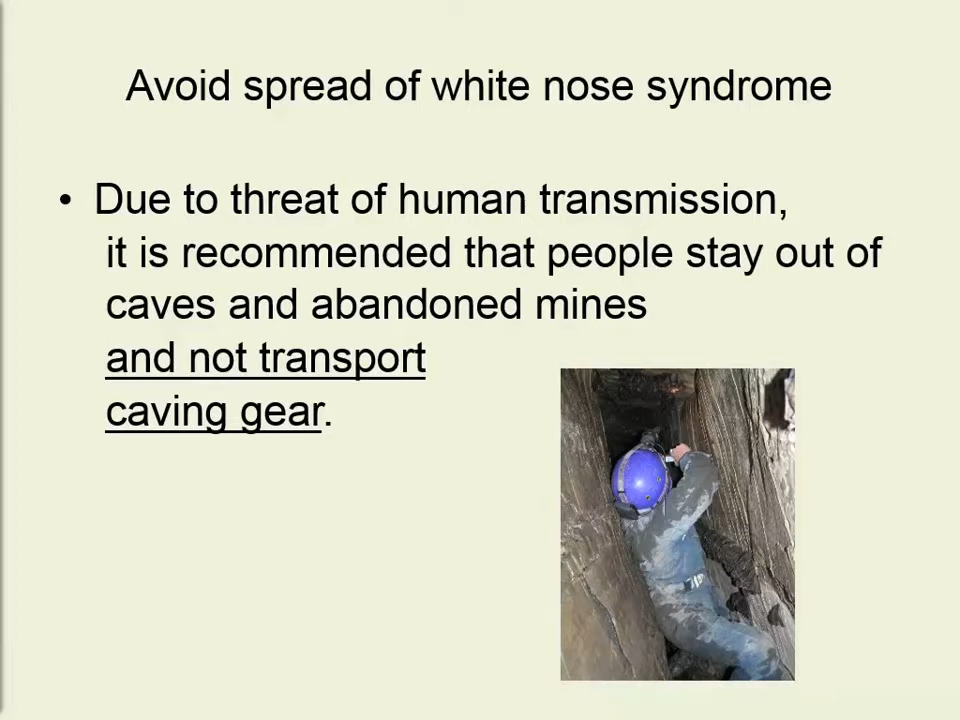 Avoid spread of white nose syndrome
• Due to threat of human transmission,
it is recommended that people stay out of
caves and abandoned mines
and not transport
caving gear.